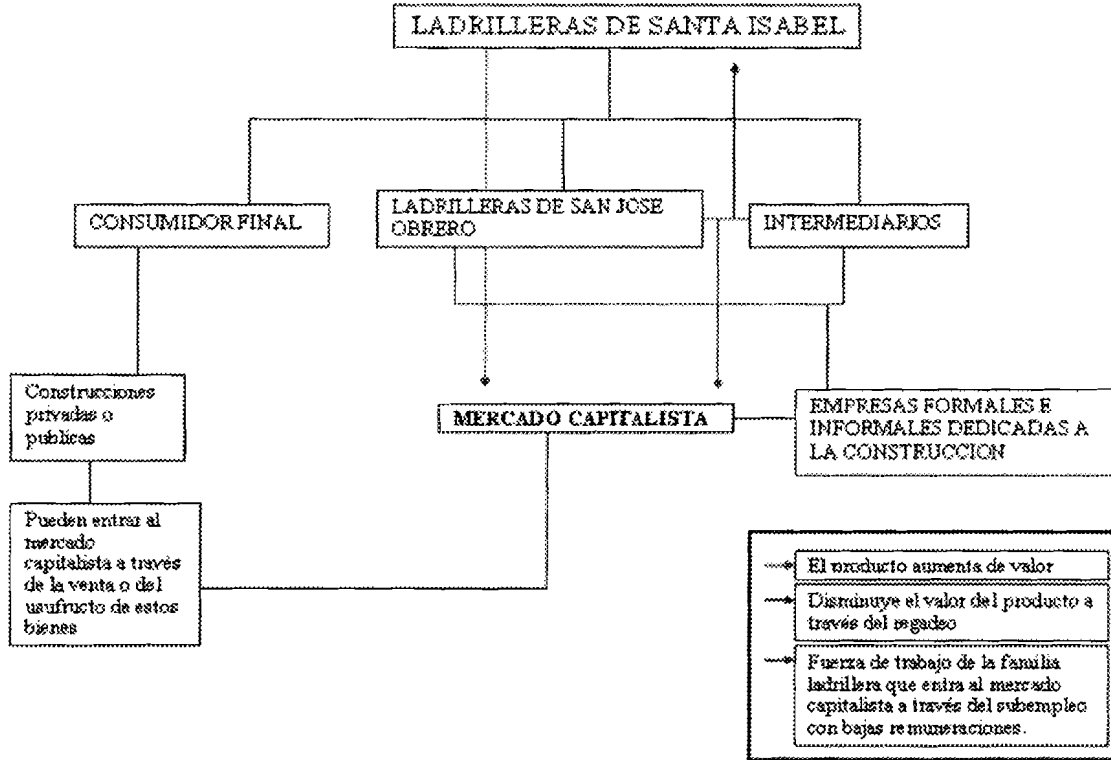 LADRILLERAS DE SANTA ISABEL
CONSUMIDOR FINAL
LADRILLERAS DE SAN JOSE
OBRERO
INTERMEDIARIOS
Construcciones
privadas o
publicas
MERCADO CAPITALISTA
EMPRESAS FORMALES E
INFORMALES DEDICADAS A
LA CONSTRUCCION
Pueden entrar al
mercado
capitalista a través
de la venta o del
usufructo de estos
bienes
El producto aumenta de valor
Disminuye el valor del producto a
través del regadeo
Fuerza de trabajo de la familia
ladrillera que entra al mercado
capitalista a través del subempleo
con bajas remuneraciones.